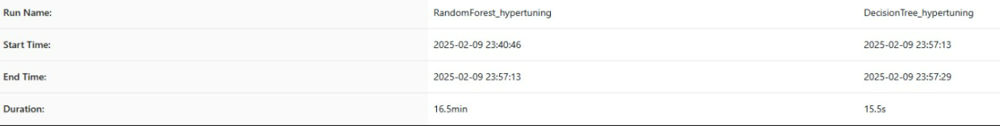 Run Name: RandomForest_hypertuning DecisionTree_hypertuning
Start Time: 2025-02-09 23:40:46 2025-02-09 23:57:13
End Time: 2025-02-09 23:57:13 2025-02-09 23:57:29
Duration: 16.5min 15.5s